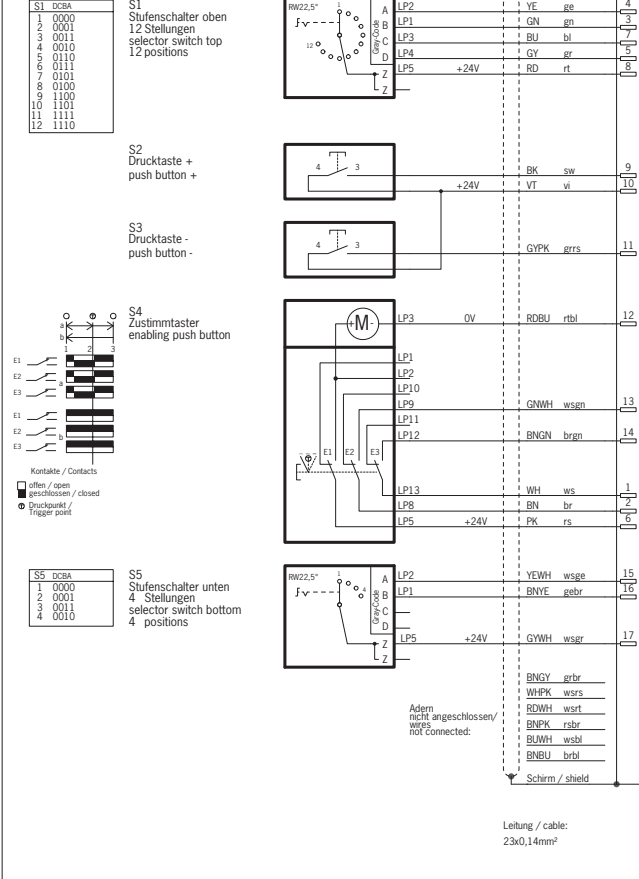 S1 DCBA
1 0000
2 0001
3 0011
4 0010
5 0110
6 0111
7 0101
8 0100
9 1100
10 1101
11 1111
12 1110
S1
Stufenschalter oben
12 Stellungen
selector switch top
12 positions
RW22,5°
1
12
Gray-Code
A
B
C
D
Z
Z
LP2 YE ge 4
LP1 GN gn 3
LP3 BU bl 7
LP4 GY gr 5
LP5 +24V RD rt 8
S2
Drucktaste +
push button +
4 3
BK sw 9
+24V VT vi 10
S3
Drucktaste -
push button -
4 3
GYPK grrs 11
S4
Zustimmtaster
enabling push button
a
b
1 2 3
E1
E2
E3
a
E1
E2
E3
b
Kontakte / Contacts
offen / open
geschlossen / closed
Druckpunkt /
Trigger point
+M-
LP3 0V RDBU rtbl 12
LP1
LP2
LP10
LP9 GNWH wsgn 13
LP11
LP12 BNGN brgn 14
E1 E2 E3
LP13 WH ws 1
LP8 BN br 2
LP5 +24V PK rs 6
S5 DCBA
1 0000
2 0001
3 0011
4 0010
S5
Stufenschalter unten
4 Stellungen
selector switch bottom
4 positions
RW22,5°
1
4
Gray-Code
A
B
C
D
Z
Z
LP2 YEWH wsge 15
LP1 BNYE gebr 16
LP5 +24V GYWH wsgr 17
Adern
nicht angeschlossen/
wires
not connected:
BNGY grbr
WHPK wsrs
RDWH wsrt
BNPK rsbr
BUWH wsbl
BNBU brbl
Schirm / shield
Leitung / cable:
23x0,14mm²